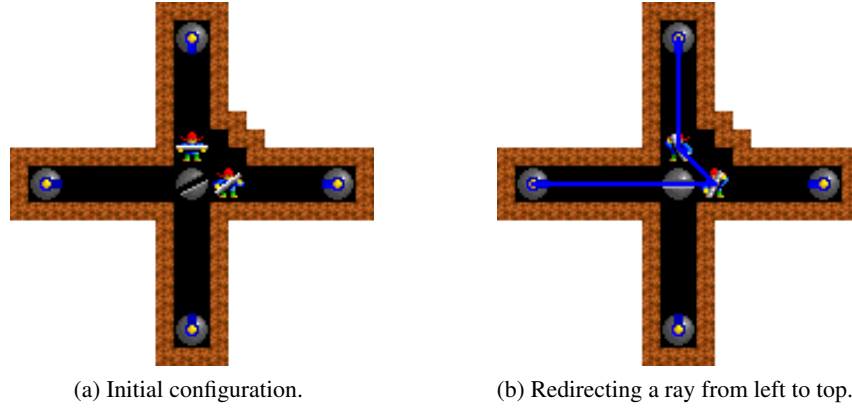 (a) Initial configuration.
(b) Redirecting a ray from left to top.